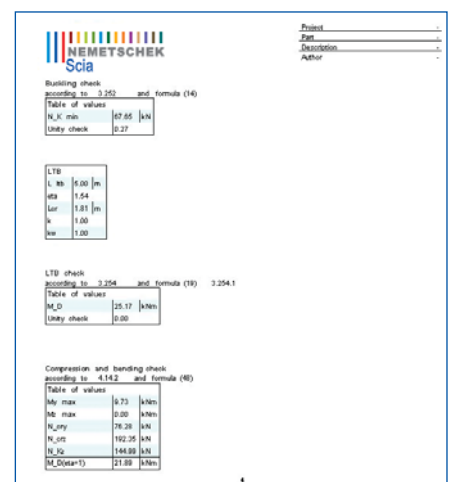 NEMETSCHEK
Scia
Project -
Part -
Description -
Author -
Buckling check
according to 3.252 and formula (14)
Table of values
N_K min 67.65 kN
Unity check 0.27
LTB
L ltb 5.00 m
eta 1.54
Lcr 1.81 m
k 1.00
kw 1.00
LTB check
according to 3.254 and formula (18) 3.254.1
Table of values
M_D 25.17 kNm
Unity check 0.00
Compression and bending check
according to 4.14.2 and formula (48)
Table of values
My max 9.73 kNm
Mz max 0.00 kNm
N_cry 76.28 kN
N_crz 192.35 kN
N_Kz 144.99 kN
M_D(eta=1) 21.89 kNm